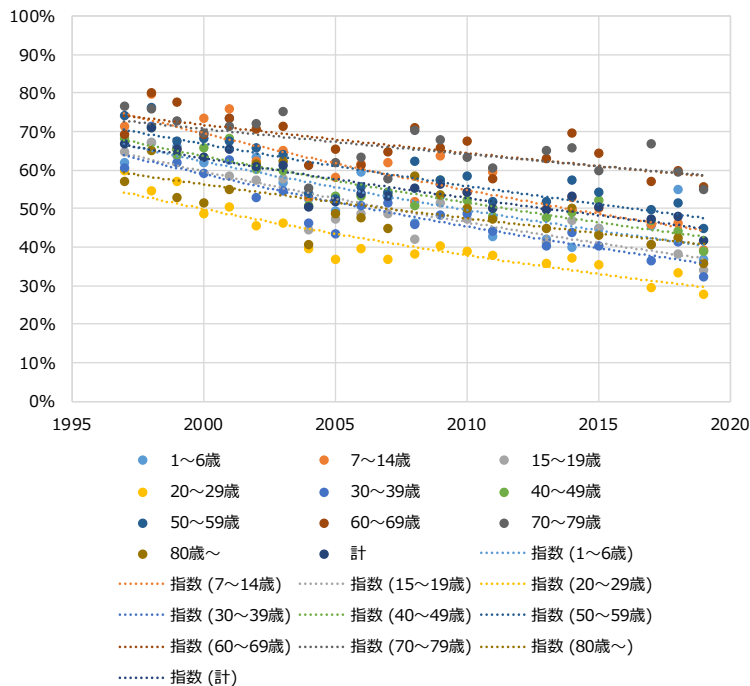 100%
90%
80%
70%
60%
50%
40%
30%
20%
10%
0%
1995 2000 2005 2010 2015 2020
1～6歳 7～14歳 15～19歳
20～29歳 30～39歳 40～49歳
50～59歳 60～69歳 70～79歳
80歳～ 計 指数 (1～6歳)
指数 (7～14歳) 指数 (15～19歳) 指数 (20～29歳)
指数 (30～39歳) 指数 (40～49歳) 指数 (50～59歳)
指数 (60～69歳) 指数 (70～79歳) 指数 (80歳～)
指数 (計)